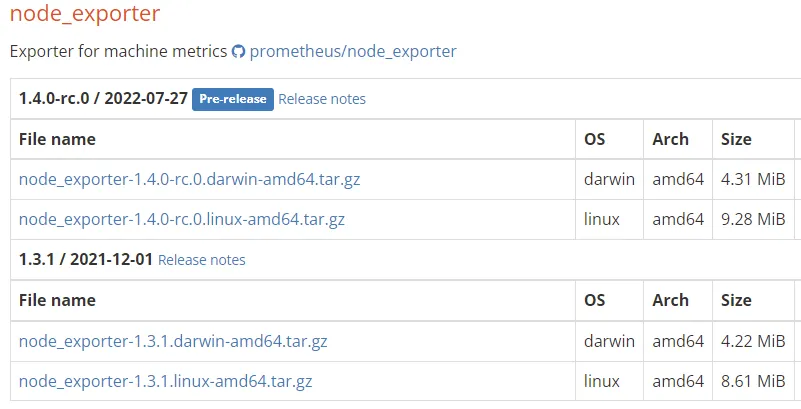 node_exporter
Exporter for machine metrics prometheus/node_exporter
1.4.0-rc.0 / 2022-07-27 Pre-release Release notes
File name OS Arch Size
node_exporter-1.4.0-rc.0.darwin-amd64.tar.gz darwin amd64 4.31 MiB
node_exporter-1.4.0-rc.0.linux-amd64.tar.gz linux amd64 9.28 MiB
1.3.1 / 2021-12-01 Release notes
File name OS Arch Size
node_exporter-1.3.1.darwin-amd64.tar.gz darwin amd64 4.22 MiB
node_exporter-1.3.1.linux-amd64.tar.gz linux amd64 8.61 MiB